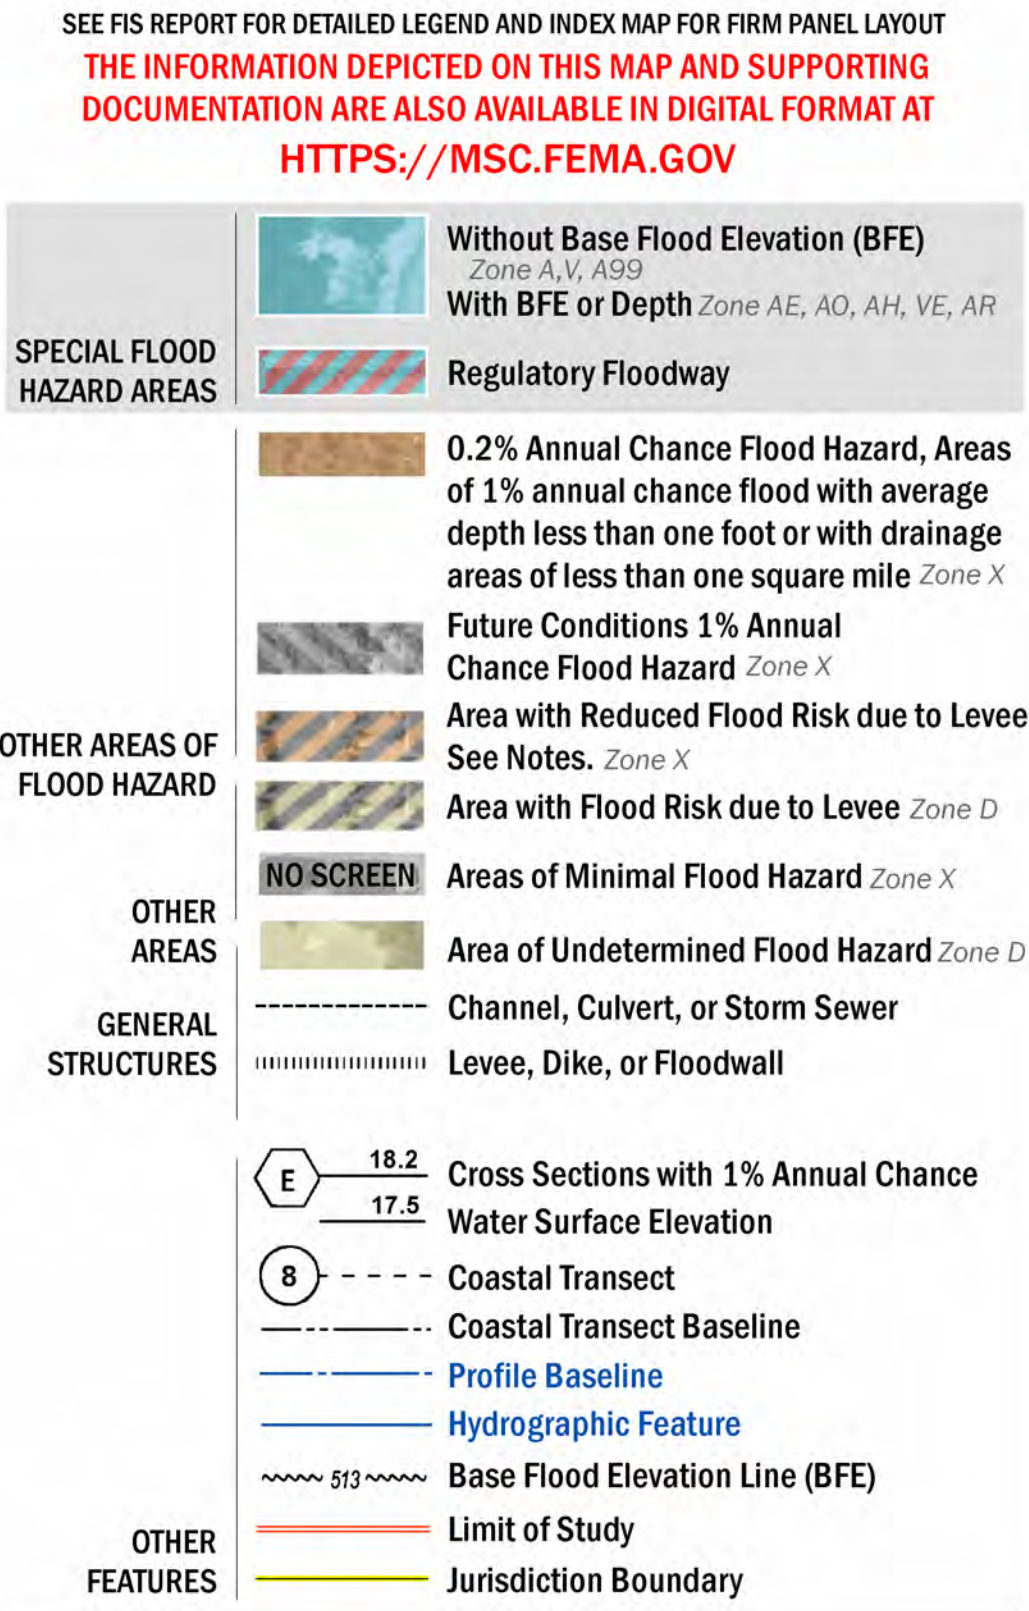 SEE FIS REPORT FOR DETAILED LEGEND AND INDEX MAP FOR FIRM PANEL LAYOUT
THE INFORMATION DEPICTED ON THIS MAP AND SUPPORTING
DOCUMENTATION ARE ALSO AVAILABLE IN DIGITAL FORMAT AT
HTTPS://MSC.FEMA.GOV
SPECIAL FLOOD
HAZARD AREAS
Without Base Flood Elevation (BFE)
Zone A,V, A99
With BFE or Depth Zone AE, AO, AH, VE, AR
Regulatory Floodway
OTHER AREAS OF
FLOOD HAZARD
0.2% Annual Chance Flood Hazard, Areas
of 1% annual chance flood with average
depth less than one foot or with drainage
areas of less than one square mile Zone X
Future Conditions 1% Annual
Chance Flood Hazard Zone X
Area with Reduced Flood Risk due to Levee
See Notes. Zone X
Area with Flood Risk due to Levee Zone D
OTHER
AREAS
NO SCREEN Areas of Minimal Flood Hazard Zone X
Area of Undetermined Flood Hazard Zone D
GENERAL
STRUCTURES
Channel, Culvert, or Storm Sewer
Levee, Dike, or Floodwall
OTHER
FEATURES
E 18.2 Cross Sections with 1% Annual Chance
17.5 Water Surface Elevation
8 Coastal Transect
Coastal Transect Baseline
Profile Baseline
Hydrographic Feature
513 Base Flood Elevation Line (BFE)
Limit of Study
Jurisdiction Boundary